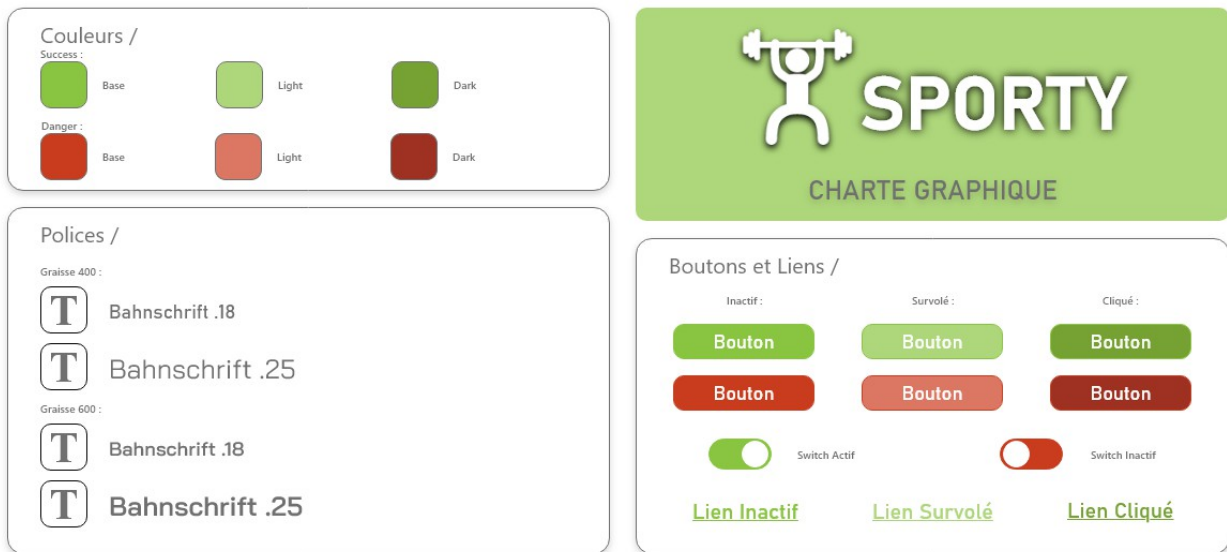 Couleurs /
Success :
Base
Light
Dark
Danger :
Base
Light
Dark
Polices /
Graisse 400 :
T
Bahnschrift .18
T
Bahnschrift .25
Graisse 600 :
T
Bahnschrift .18
T
Bahnschrift .25
SPORTY
CHARTE GRAPHIQUE
Boutons et Liens /
Inactif :
Survolé :
Cliqué :
Bouton
Bouton
Bouton
Bouton
Bouton
Bouton
Switch Actif
Switch Inactif
Lien Inactif
Lien Survolé
Lien Cliqué